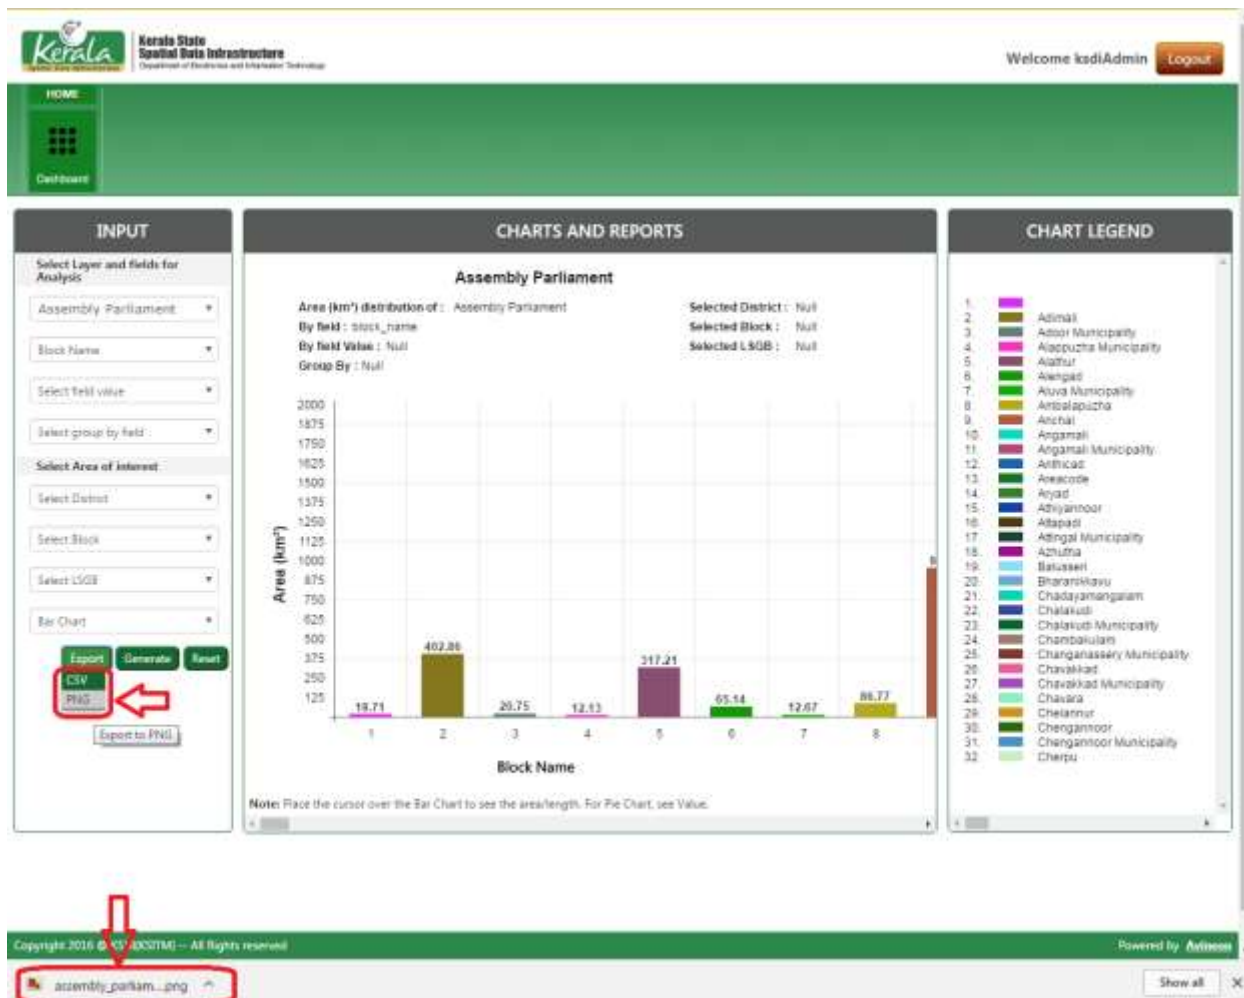 Kerala
Kerala State
Spatial Data Infrastructure
Department of Electronics and Information Technology
Welcome ksdiAdmin
Logout
HOME
Dashboard
INPUT
Select Layer and fields for
Analysis
Assembly Parliament
Block Name
Select field value
Select group by field
Select Area of interest
Select District
Select Block
Select LSGB
Bar Chart
Export
Generate
Reset
CSV
PNG
Export to PNG
CHARTS AND REPORTS
Assembly Parliament
Area (km²) distribution of : Assembly Parliament
By field : block_name
By field Value : Null
Group By : Null
Selected District : Null
Selected Block : Null
Selected LSGB : Null
2000
1875
1750
1625
1500
1375
1250
1125
1000
875
750
625
500
375
250
125
Area (km²)
402.86
20.75
12.13
317.21
65.14
12.67
1 2 3 4 5 6 7 8
Block Name
Note: Place the cursor over the Bar Chart to see the area/length. For Pie Chart, see Value.
CHART LEGEND
1.
2. Adimali
3. Adoor Municipality
4. Alappuzha Municipality
5. Alathur
6. Alengad
7. Aluva Municipality
8. Ambalapuzha
9. Anchal
10. Angamali
11. Angamali Municipality
12. Anthicad
13. Areacode
14. Aryad
15. Athiyannoor
16. Attapadi
17. Attingal Municipality
18. Azhutha
19. Balusseri
20. Bharanikkavu
21. Chadayamangalam
22. Chalakudi
23. Chalakudi Municipality
24. Chambakulam
25. Changanassery Municipality
26. Chavakkad
27. Chavakkad Municipality
28. Chavara
29. Chelannur
30. Chengannoor
31. Chengannoor Municipality
32. Cherpu
Copyright 2016 @ -- All Rights reserved
Powered by Avineon
assembly_parliam....png
Show all